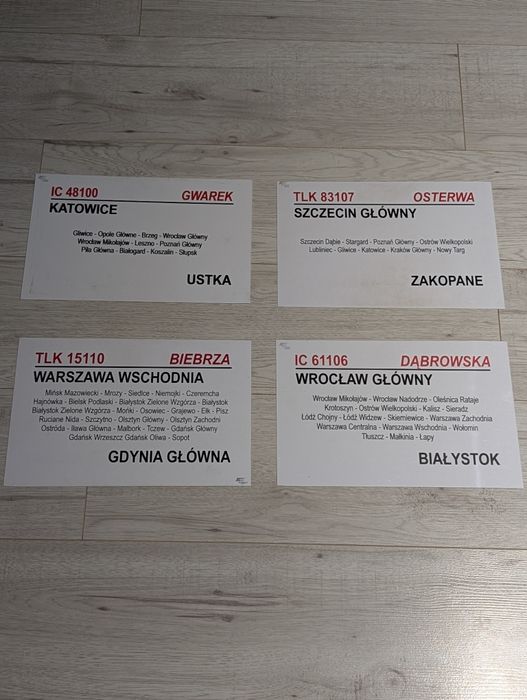 IC 48100 GWAREK
KATOWICE
Gliwice - Opole Główne - Brzeg - Wrocław Główny
Wrocław Mikołajów - Leszno - Poznań Główny
Piła Główna - Białogard - Koszalin - Słupsk
USTKA
TLK 83107 OSTERWA
SZCZECIN GŁÓWNY
Szczecin Dąbie - Stargard - Poznań Główny - Ostrów Wielkopolski
Lubliniec - Gliwice - Katowice - Kraków Główny - Nowy Targ
ZAKOPANE
TLK 15110 BIEBRZA
WARSZAWA WSCHODNIA
Mińsk Mazowiecki - Mrozy - Siedlce - Niemojki - Czeremcha
Hajnówka - Bielsk Podlaski - Białystok Zielone Wzgórza - Białystok
Białystok Zielone Wzgórza - Mońki - Osowiec - Grajewo - Ełk - Pisz
Ruciane Nida - Szczytno - Olsztyn Główny - Olsztyn Zachodni
Ostróda - Iława Główna - Malbork - Tczew - Gdańsk Główny
Gdańsk Wrzeszcz Gdańsk Oliwa - Sopot
GDYNIA GŁÓWNA
IC 61106 DĄBROWSKA
WROCŁAW GŁÓWNY
Wrocław Mikołajów - Wrocław Nadodrze - Oleśnica Rataje
Krotoszyn - Ostrów Wielkopolski - Kalisz - Sieradz
Łódź Chojny - Łódź Widzew - Skierniewice - Warszawa Zachodnia
Warszawa Centralna - Warszawa Wschodnia - Wołomin
Tłuszcz - Małkinia - Łapy
BIAŁYSTOK